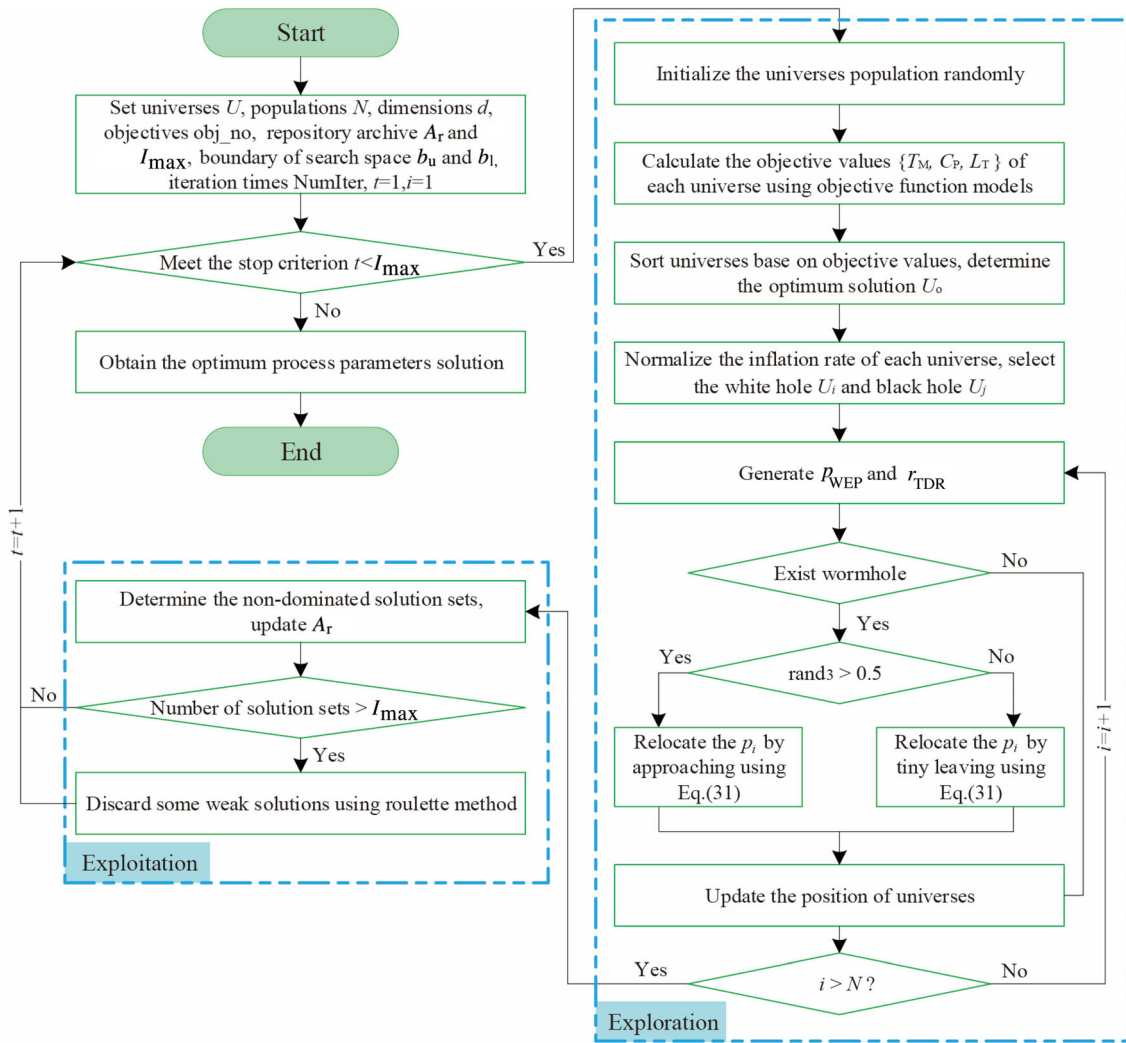 Start
Set universes U, populations N, dimensions d,
objectives obj_no, repository archive Ar and
Imax, boundary of search space bu and bl,
iteration times NumIter, t=1,i=1
Meet the stop criterion t<Imax
Yes
No
Obtain the optimum process parameters solution
End
t=t+1
Determine the non-dominated solution sets,
update Ar
No
Number of solution sets > Imax
Yes
Discard some weak solutions using roulette method
Exploitation
Initialize the universes population randomly
Calculate the objective values {TM, CP, LT} of
each universe using objective function models
Sort universes base on objective values, determine
the optimum solution Uo
Normalize the inflation rate of each universe, select
the white hole Ui and black hole Uj
Generate pWEP and rTDR
Exist wormhole
No
Yes
Yes
rand3 > 0.5
No
Relocate the pi by
approaching using
Eq.(31)
Relocate the pi by
tiny leaving using
Eq.(31)
i=i+1
Update the position of universes
Yes
i > N ?
No
Exploration